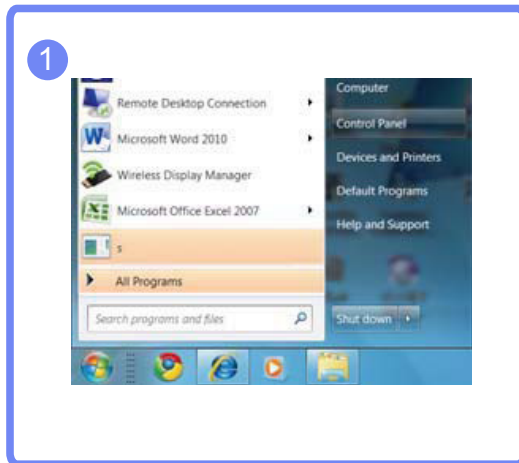 1
Remote Desktop Connection
Microsoft Word 2010
Wireless Display Manager
Microsoft Office Excel 2007
s
All Programs
Search programs and files
Computer
Control Panel
Devices and Printers
Default Programs
Help and Support
Shut down